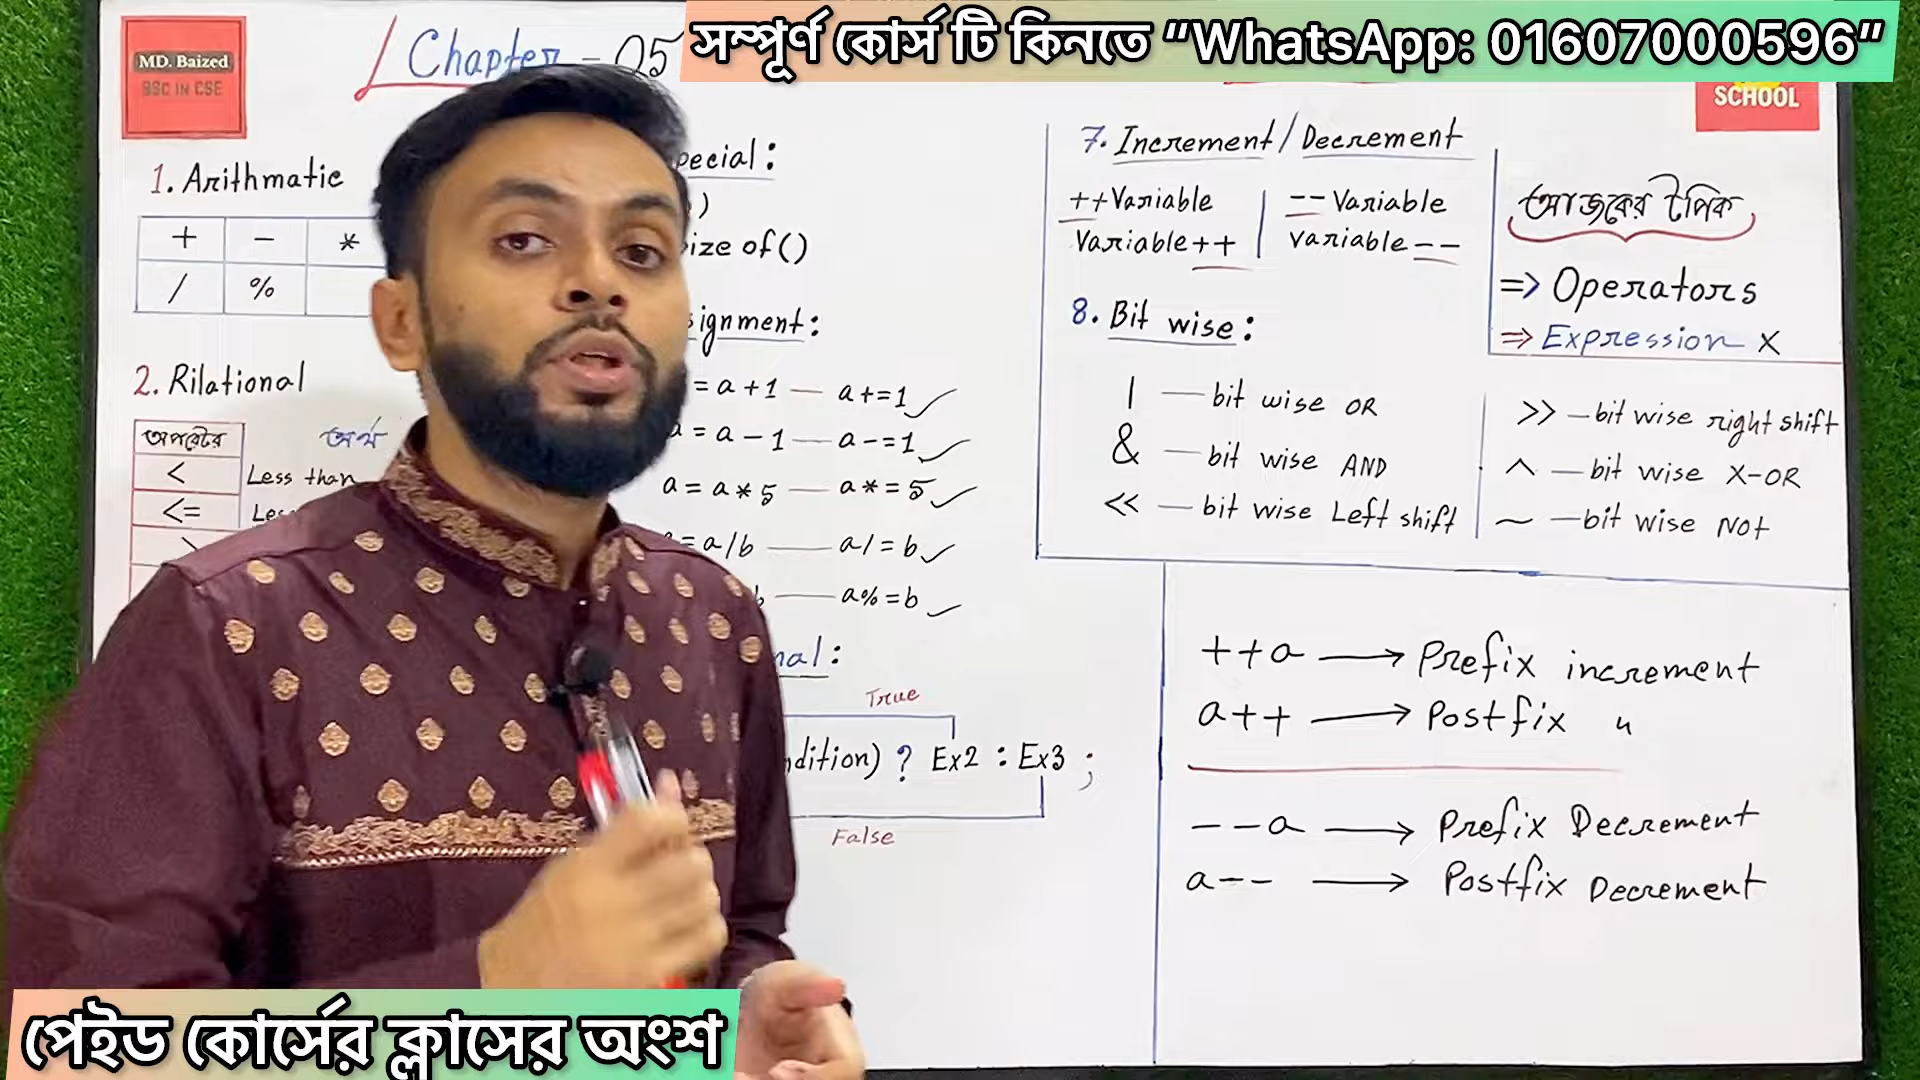 সম্পূর্ণ কোর্স টি কিনতে “WhatsApp: 01607000596”
MD. Baized
BSC IN CSE
Chapter - 05
SCHOOL
1. Arithmatic
+ - *
/ %
2. Rilational
অপরেটর অর্থ
< Less than
<=
>
pecial:
)
ize of()
ignment:
= a + 1 — a+=1 ✓
a = a - 1 — a-=1 ✓
a = a * 5 — a*=5 ✓
= a/b — a/=b ✓
b — a%=b ✓
nal:
True
ndition) ? Ex2 : Ex3 ;
False
7. Increment/Decrement
++Variable | --Variable
Variable++ | variable--
8. Bit wise:
| — bit wise OR
& — bit wise AND
<< — bit wise Left shift
>> — bit wise right shift
^ — bit wise X-OR
~ — bit wise Not
আজকের টপিক
=> Operators
=> Expression X
++a → Prefix increment
a++ → Postfix "
--a → Prefix Decrement
a-- → Postfix Decrement
পেইড কোর্সের ক্লাসের অংশ